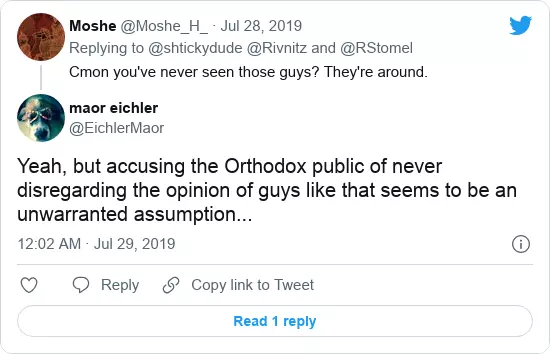 Moshe @Moshe_H_ · Jul 28, 2019
Replying to @shtickydude @Rivnitz and @RStomel
Cmon you've never seen those guys? They're around.
maor eichler
@EichlerMaor
Yeah, but accusing the Orthodox public of never
disregarding the opinion of guys like that seems to be an
unwarranted assumption...
12:02 AM · Jul 29, 2019
Reply Copy link to Tweet
Read 1 reply